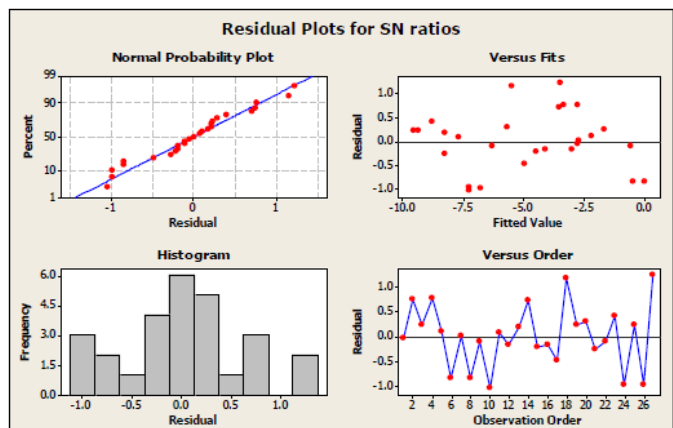 Residual Plots for SN ratios
Normal Probability Plot
99
90
50
10
1
Percent
-1
0
1
Residual
Versus Fits
1.0
0.5
0.0
-0.5
-1.0
Residual
-10.0
-7.5
-5.0
-2.5
0.0
Fitted Value
Histogram
6.0
4.5
3.0
1.5
0.0
Frequency
-1.0
-0.5
0.0
0.5
1.0
Residual
Versus Order
1.0
0.5
0.0
-0.5
-1.0
Residual
2 4 6 8 10 12 14 16 18 20 22 24 26
Observation Order